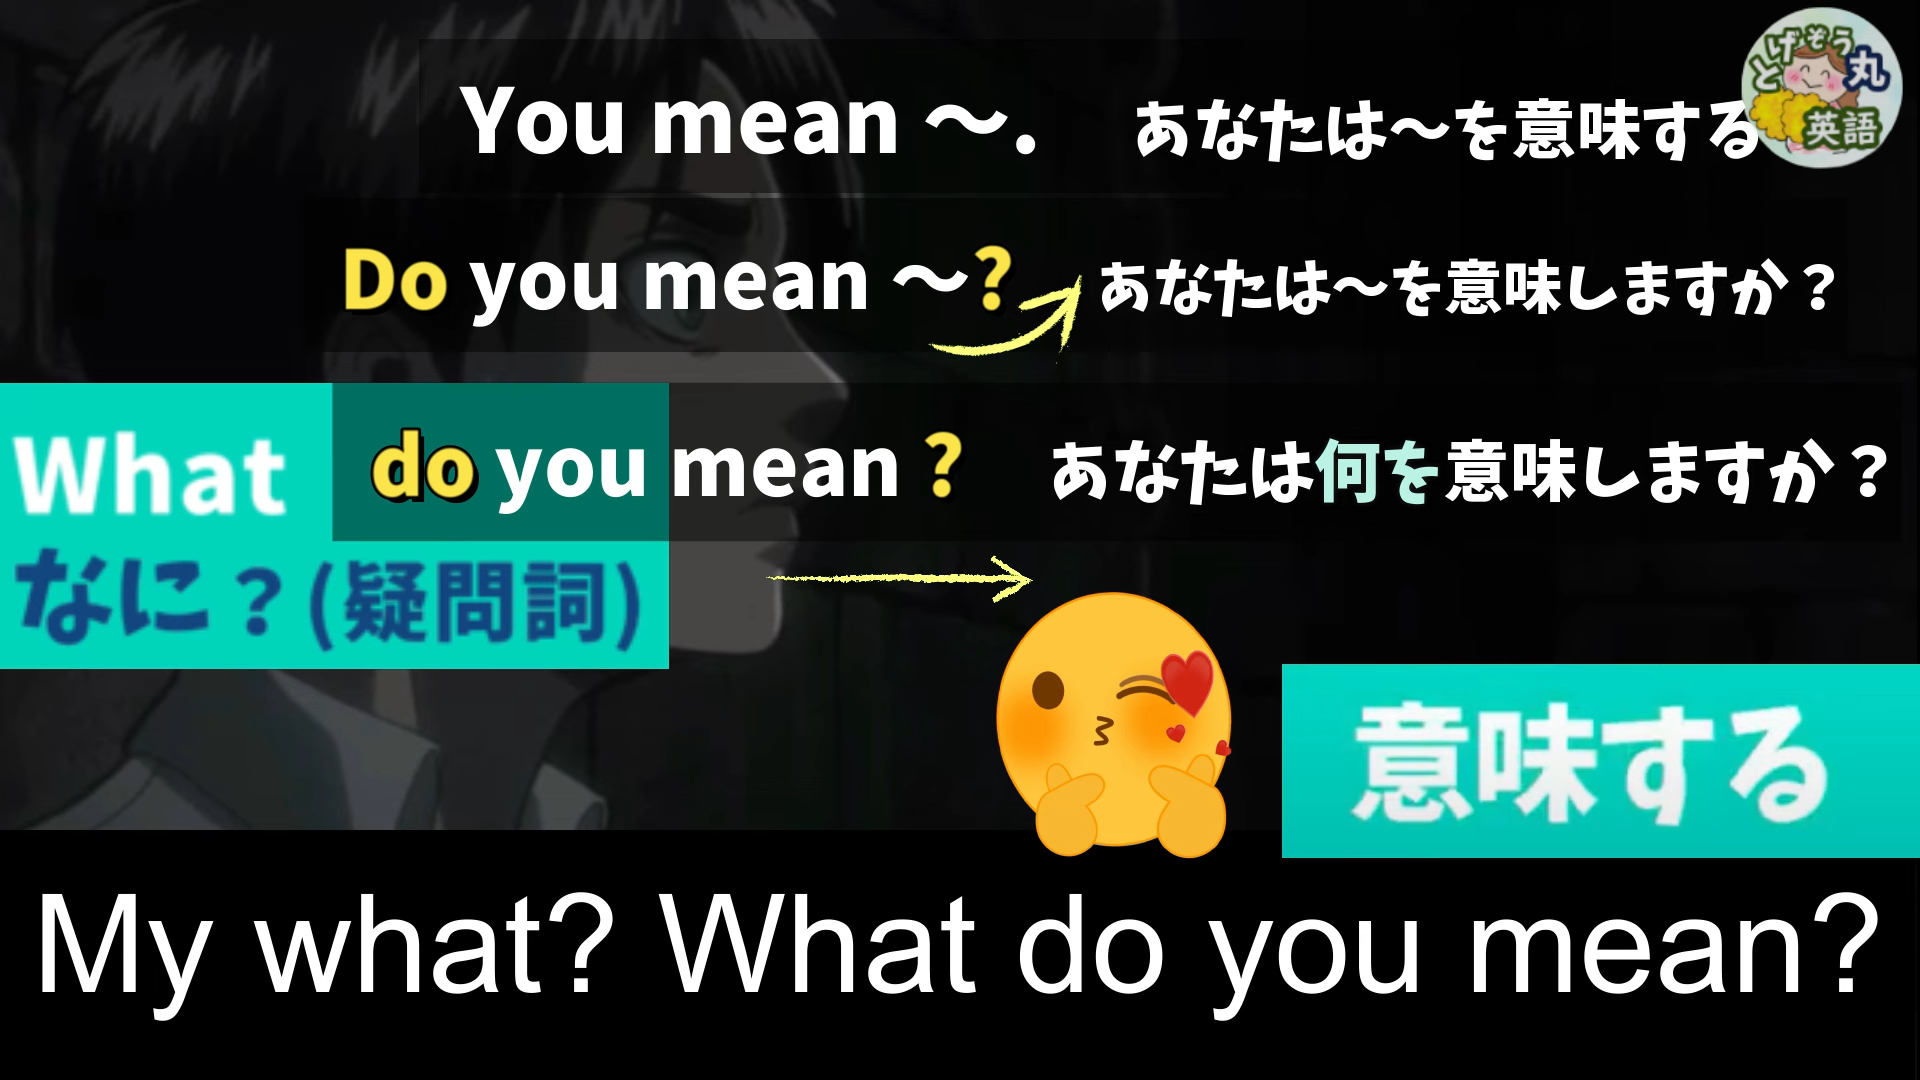 You mean ～. あなたは～を意味する
とげぞう丸
英語
Do you mean ～? あなたは～を意味しますか？
What do you mean ? あなたは何を意味しますか？
なに？(疑問詞)
意味する
My what? What do you mean?